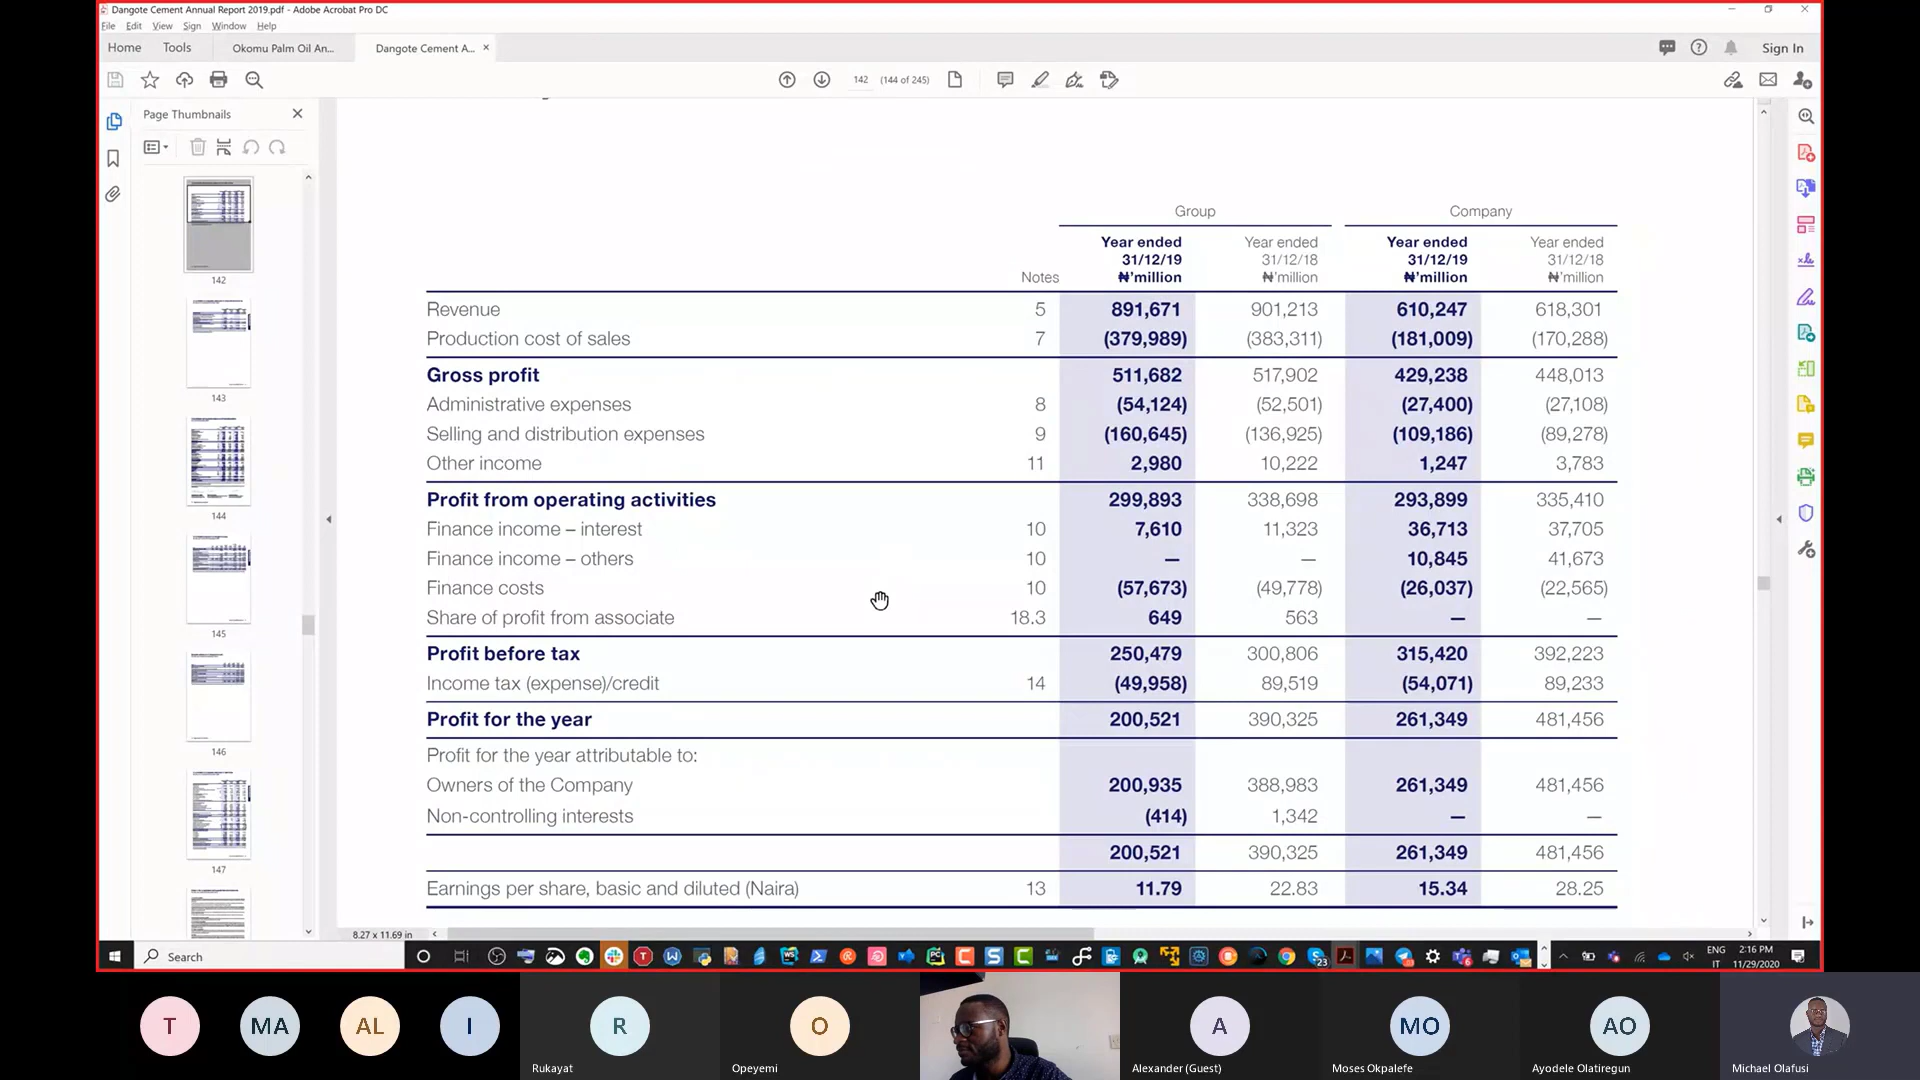 Dangote Cement Annual Report 2019.pdf - Adobe Acrobat Pro DC
File Edit View Sign Window Help
Home Tools Okomu Palm Oil An... Dangote Cement A... × Sign In
142 (144 of 245)
Page Thumbnails
142
143
144
145
146
147
Group Company
Year ended 31/12/19 ₦'million Year ended 31/12/18 ₦'million Year ended 31/12/19 ₦'million Year ended 31/12/18 ₦'million
Notes
Revenue 5 891,671 901,213 610,247 618,301
Production cost of sales 7 (379,989) (383,311) (181,009) (170,288)
Gross profit 511,682 517,902 429,238 448,013
Administrative expenses 8 (54,124) (52,501) (27,400) (27,108)
Selling and distribution expenses 9 (160,645) (136,925) (109,186) (89,278)
Other income 11 2,980 10,222 1,247 3,783
Profit from operating activities 299,893 338,698 293,899 335,410
Finance income – interest 10 7,610 11,323 36,713 37,705
Finance income – others 10 — — 10,845 41,673
Finance costs 10 (57,673) (49,778) (26,037) (22,565)
Share of profit from associate 18.3 649 563 — —
Profit before tax 250,479 300,806 315,420 392,223
Income tax (expense)/credit 14 (49,958) 89,519 (54,071) 89,233
Profit for the year 200,521 390,325 261,349 481,456
Profit for the year attributable to:
Owners of the Company 200,935 388,983 261,349 481,456
Non-controlling interests (414) 1,342 — —
200,521 390,325 261,349 481,456
Earnings per share, basic and diluted (Naira) 13 11.79 22.83 15.34 28.25
8.27 x 11.69 in
Search
ENG IT 2:16 PM 11/29/2020
T MA AL I R O A MO AO
Rukayat Opeyemi Alexander (Guest) Moses Okpalefe Ayodele Olatiregun Michael Olafusi